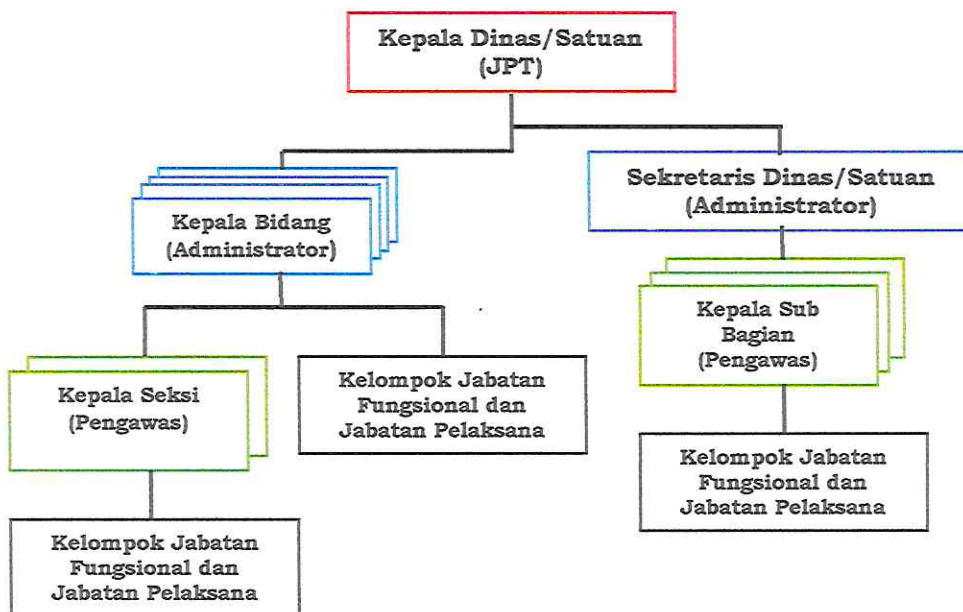 Kepala Dinas/Satuan
(JPT)
Sekretaris Dinas/Satuan
(Administrator)
Kepala Bidang
(Administrator)
Kepala Sub
Bagian
(Pengawas)
Kepala Seksi
(Pengawas)
Kelompok Jabatan
Fungsional dan
Jabatan Pelaksana
Kelompok Jabatan
Fungsional dan
Jabatan Pelaksana
Kelompok Jabatan
Fungsional dan
Jabatan Pelaksana